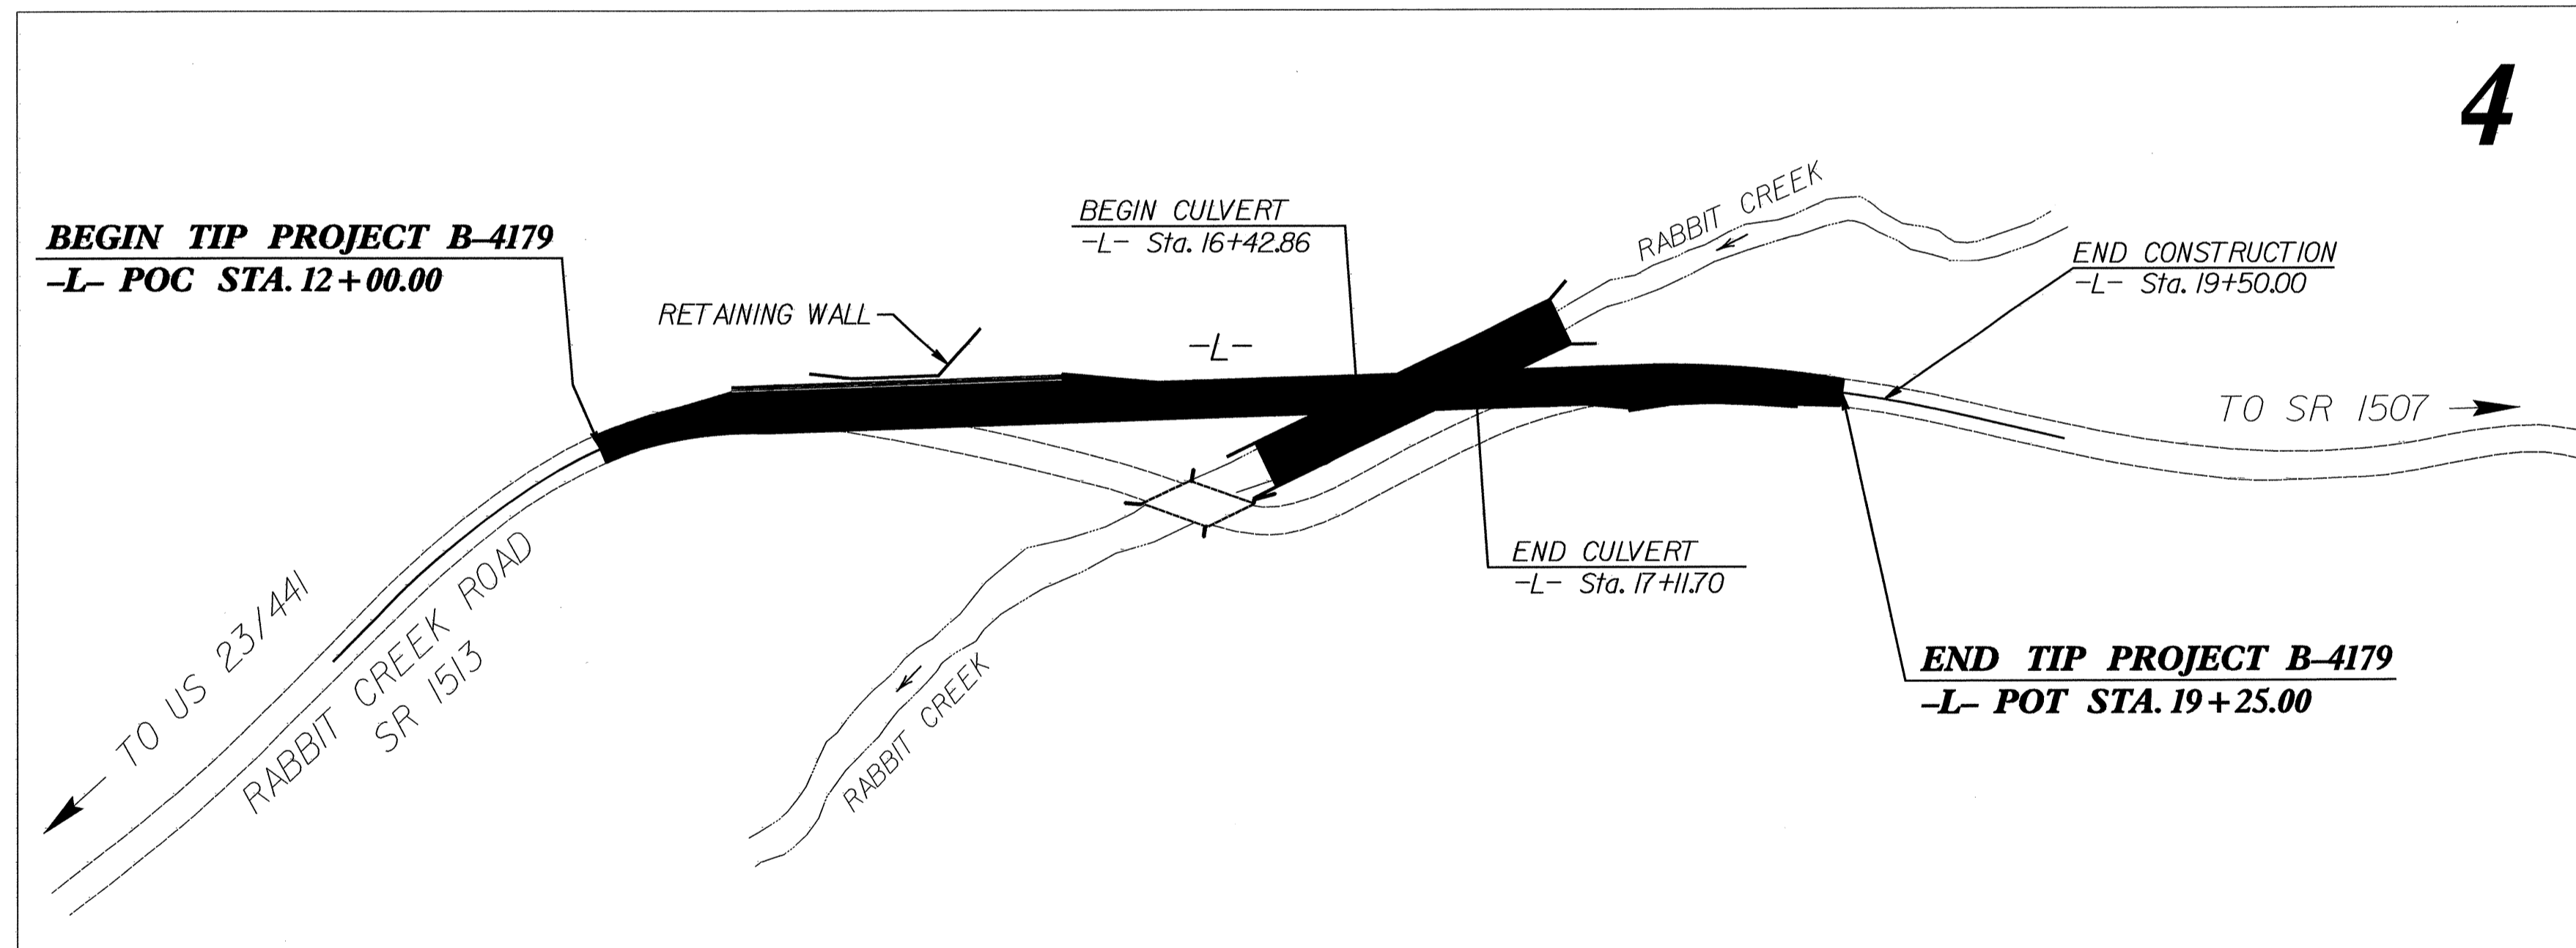 4
BEGIN TIP PROJECT B-4179
-L- POC STA. 12+00.00
BEGIN CULVERT
-L- Sta. 16+42.86
RABBIT CREEK
END CONSTRUCTION
-L- Sta. 19+50.00
RETAINING WALL
-L-
TO SR 1507
END CULVERT
-L- Sta. 17+11.70
TO US 23/441
RABBIT CREEK ROAD
SR 1513
RABBIT CREEK
END TIP PROJECT B-4179
-L- POT STA. 19+25.00